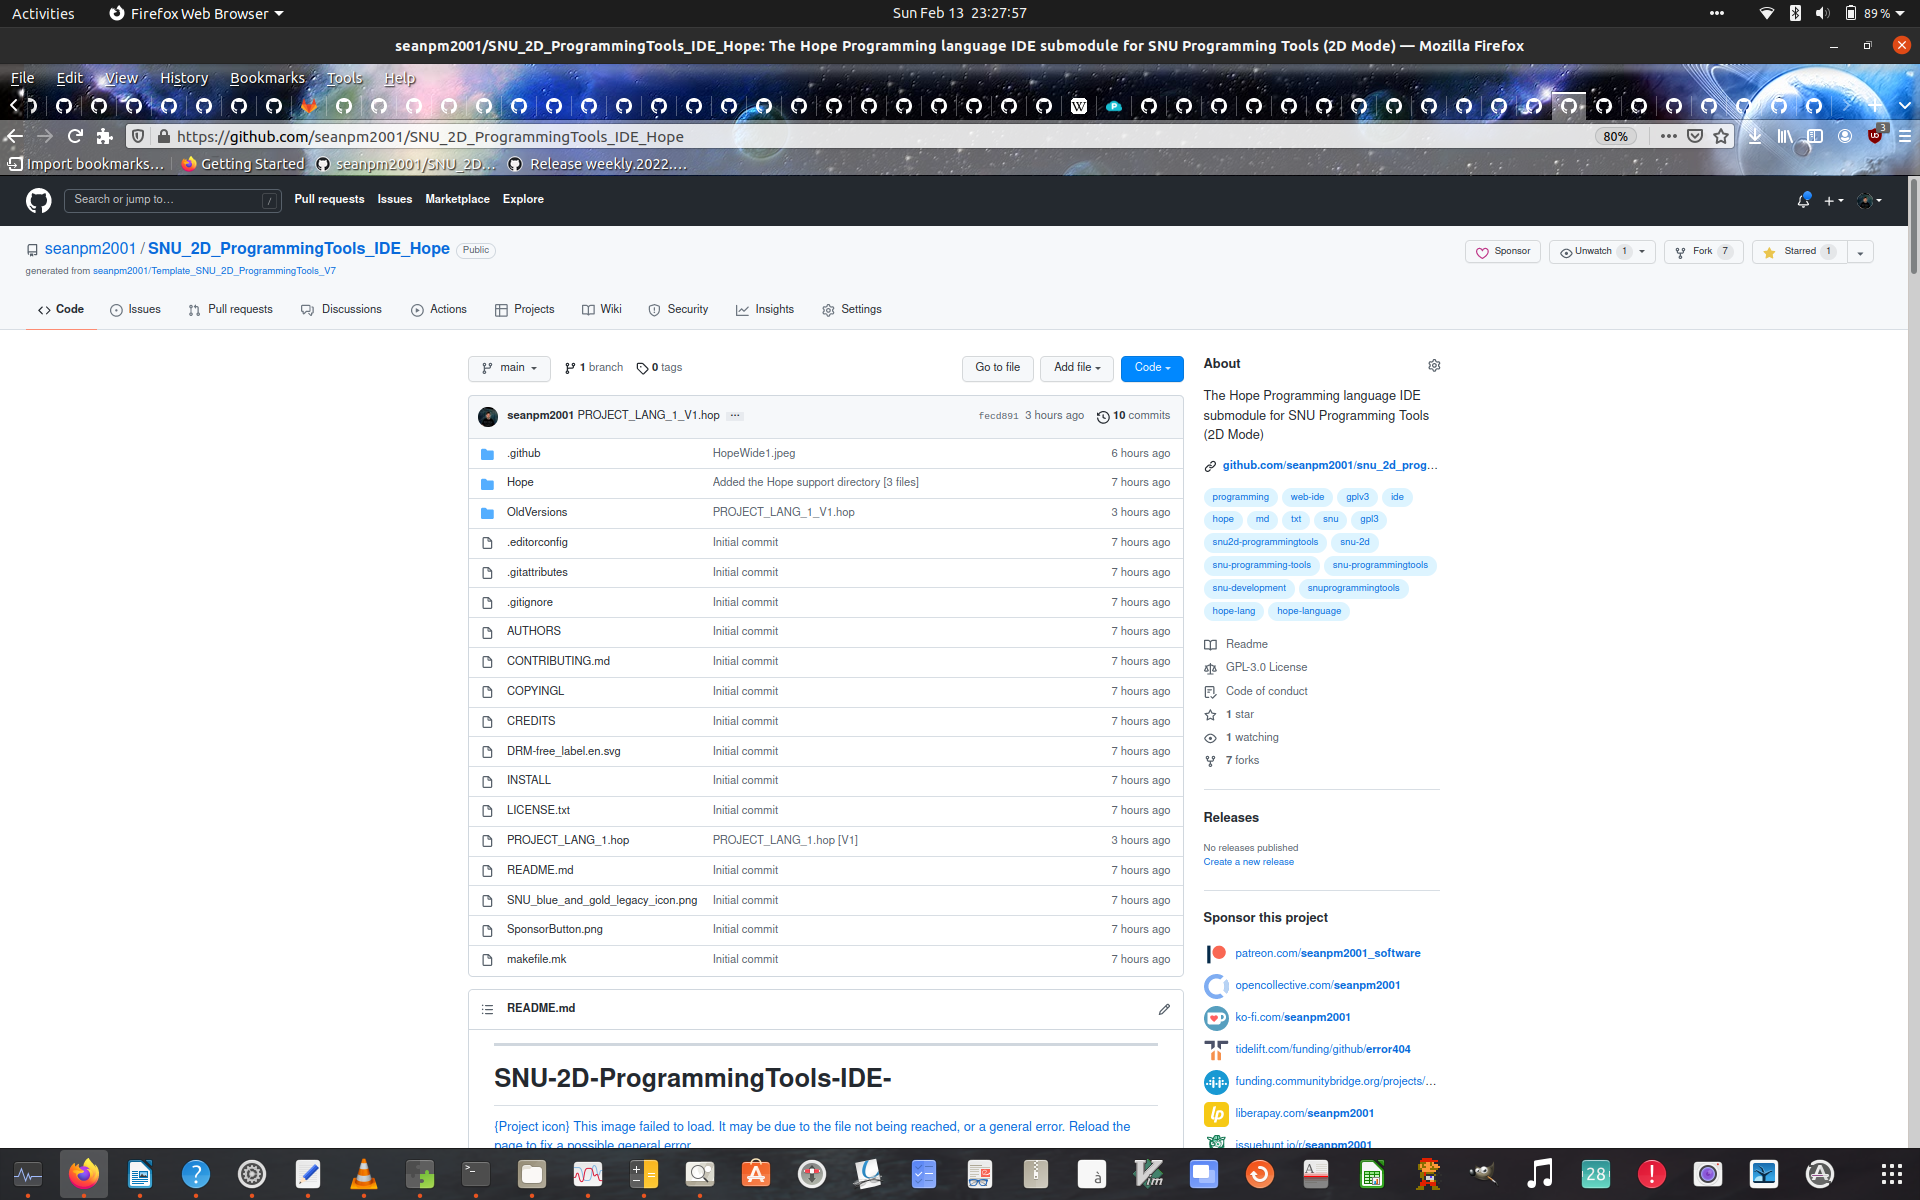 Activities
Firefox Web Browser
Sun Feb 13 23:27:57
89 %
seanpm2001/SNU_2D_ProgrammingTools_IDE_Hope: The Hope Programming language IDE submodule for SNU Programming Tools (2D Mode) — Mozilla Firefox
File Edit View History Bookmarks Tools Help
https://github.com/seanpm2001/SNU_2D_ProgrammingTools_IDE_Hope
80%
3
Import bookmarks...
Getting Started
seanpm2001/SNU_2D...
Release weekly.2022....
Search or jump to...
/
Pull requests Issues Marketplace Explore
seanpm2001 / SNU_2D_ProgrammingTools_IDE_Hope Public
generated from seanpm2001/Template_SNU_2D_ProgrammingTools_V7
Sponsor
Unwatch 1
Fork 7
Starred 1
Code Issues Pull requests Discussions Actions Projects Wiki Security Insights Settings
main
1 branch
0 tags
Go to file
Add file
Code
seanpm2001 PROJECT_LANG_1_V1.hop ...
fecd891 3 hours ago
10 commits
.github HopeWide1.jpeg 6 hours ago
Hope Added the Hope support directory [3 files] 7 hours ago
OldVersions PROJECT_LANG_1_V1.hop 3 hours ago
.editorconfig Initial commit 7 hours ago
.gitattributes Initial commit 7 hours ago
.gitignore Initial commit 7 hours ago
AUTHORS Initial commit 7 hours ago
CONTRIBUTING.md Initial commit 7 hours ago
COPYINGL Initial commit 7 hours ago
CREDITS Initial commit 7 hours ago
DRM-free_label.en.svg Initial commit 7 hours ago
INSTALL Initial commit 7 hours ago
LICENSE.txt Initial commit 7 hours ago
PROJECT_LANG_1.hop PROJECT_LANG_1.hop [V1] 3 hours ago
README.md Initial commit 7 hours ago
SNU_blue_and_gold_legacy_icon.png Initial commit 7 hours ago
SponsorButton.png Initial commit 7 hours ago
makefile.mk Initial commit 7 hours ago
README.md
SNU-2D-ProgrammingTools-IDE-
{Project icon} This image failed to load. It may be due to the file not being reached, or a general error. Reload the
page to fix a possible general error.
About
The Hope Programming language IDE
submodule for SNU Programming Tools
(2D Mode)
github.com/seanpm2001/snu_2d_prog...
programming web-ide gplv3 ide
hope md txt snu gpl3
snu2d-programmingtools snu-2d
snu-programming-tools snu-programmingtools
snu-development snuprogrammingtools
hope-lang hope-language
Readme
GPL-3.0 License
Code of conduct
1 star
1 watching
7 forks
Releases
No releases published
Create a new release
Sponsor this project
patreon.com/seanpm2001_software
opencollective.com/seanpm2001
ko-fi.com/seanpm2001
tidelift.com/funding/github/error404
funding.communitybridge.org/projects/...
liberapay.com/seanpm2001
issuehunt.io/r/seanpm2001
28